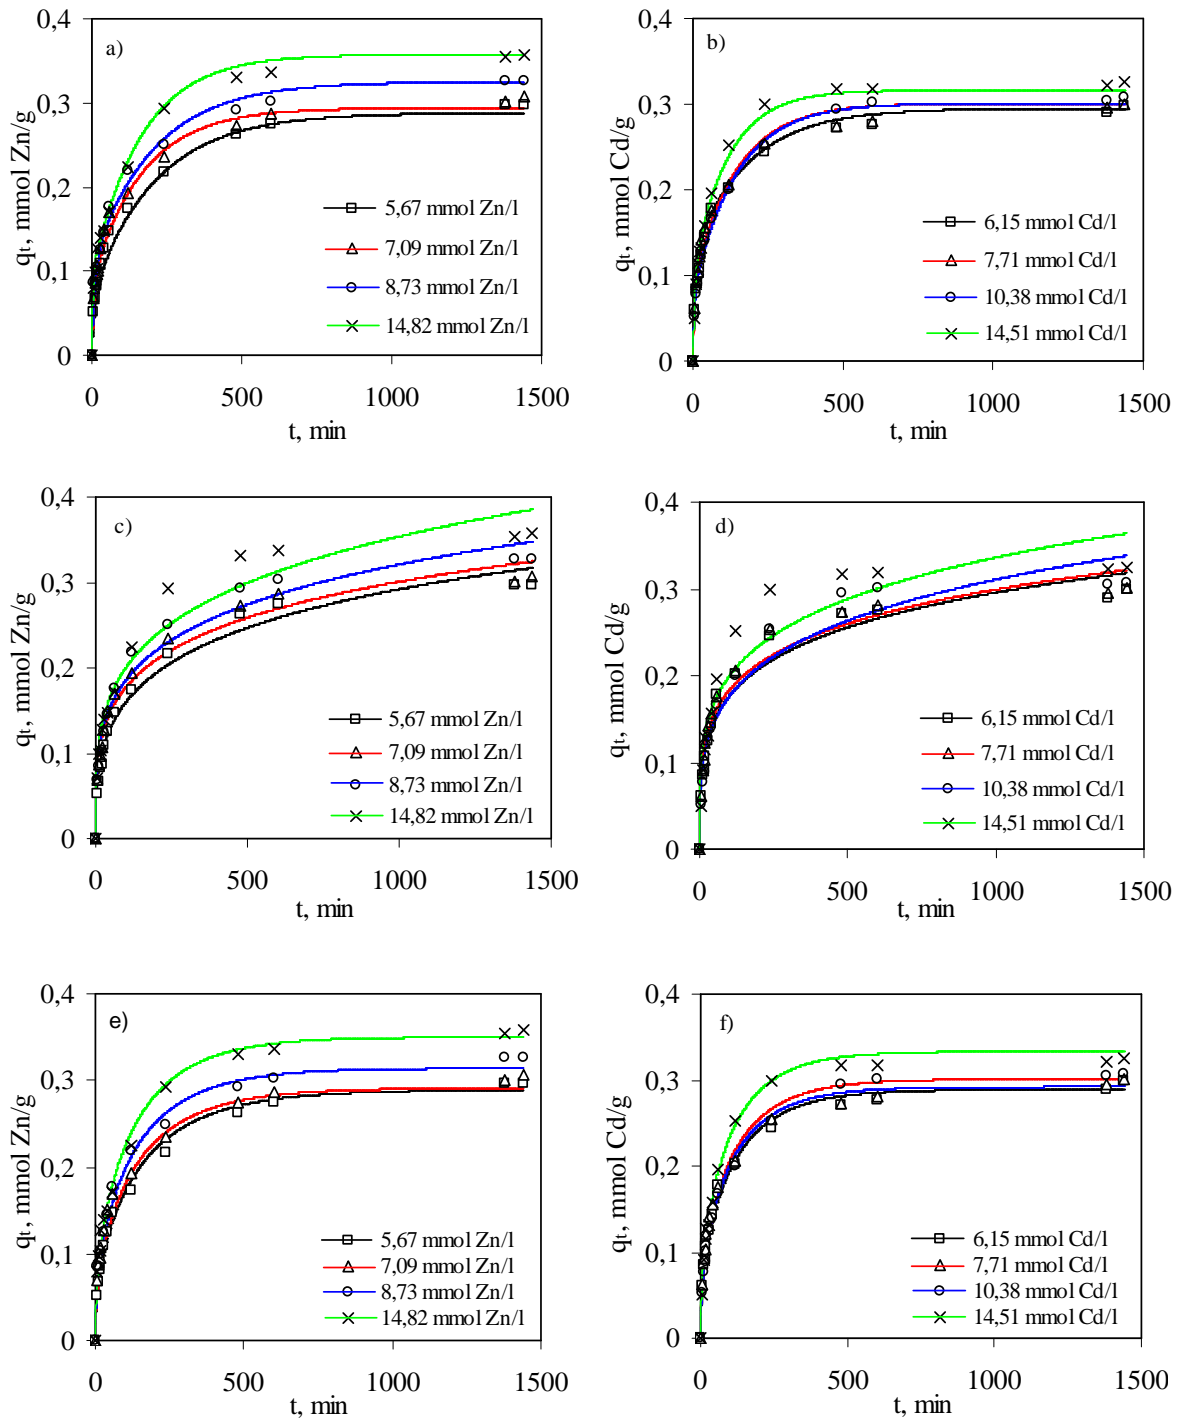 a)
qt, mmol Zn/g
0,4
0,3
0,2
0,1
0
5,67 mmol Zn/l
7,09 mmol Zn/l
8,73 mmol Zn/l
14,82 mmol Zn/l
0 500 1000 1500
t, min
b)
qt, mmol Cd/g
0,4
0,3
0,2
0,1
0
6,15 mmol Cd/l
7,71 mmol Cd/l
10,38 mmol Cd/l
14,51 mmol Cd/l
0 500 1000 1500
t, min
c)
qt, mmol Zn/g
0,4
0,3
0,2
0,1
0
5,67 mmol Zn/l
7,09 mmol Zn/l
8,73 mmol Zn/l
14,82 mmol Zn/l
0 500 1000 1500
t, min
d)
qt, mmol Cd/g
0,4
0,3
0,2
0,1
0
6,15 mmol Cd/l
7,71 mmol Cd/l
10,38 mmol Cd/l
14,51 mmol Cd/l
0 500 1000 1500
t, min
e)
qt, mmol Zn/g
0,4
0,3
0,2
0,1
0
5,67 mmol Zn/l
7,09 mmol Zn/l
8,73 mmol Zn/l
14,82 mmol Zn/l
0 500 1000 1500
t, min
f)
qt, mmol Cd/g
0,4
0,3
0,2
0,1
0
6,15 mmol Cd/l
7,71 mmol Cd/l
10,38 mmol Cd/l
14,51 mmol Cd/l
0 500 1000 1500
t, min